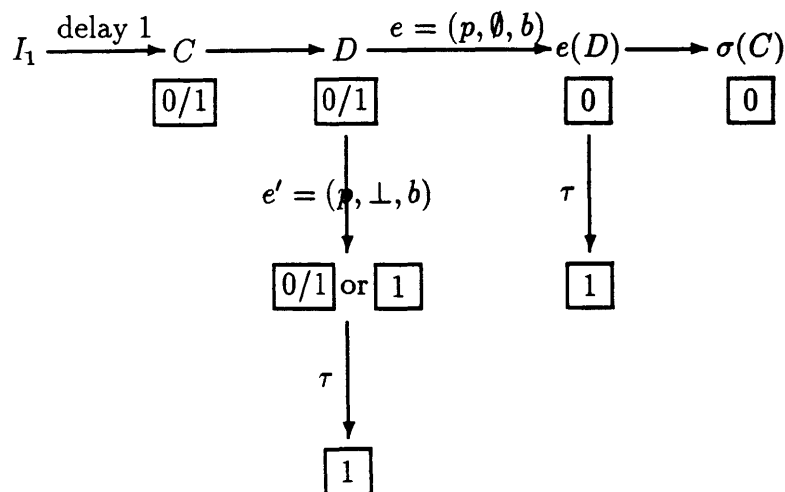 delay 1
I₁ C D e = (p, ∅, b) e(D) σ(C)
0/1 0/1 0 0
e′ = (p, ⊥, b) τ
0/1 or 1 1
τ
1